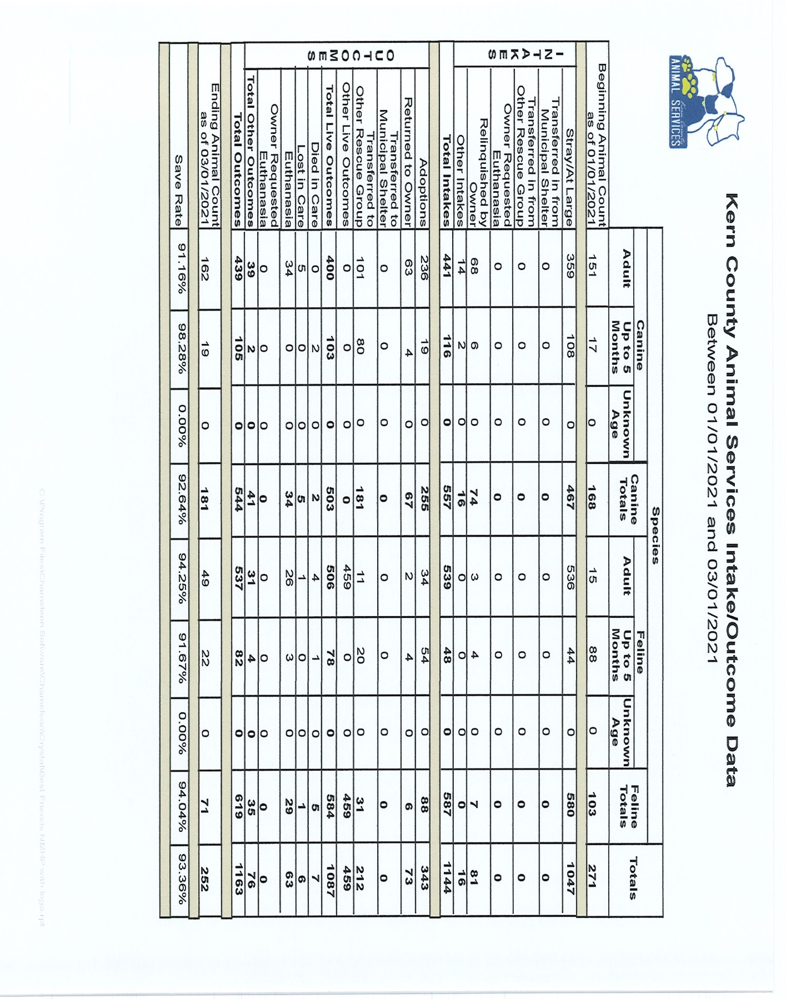 Kern County Animal Services Intake/Outcome Data
Between 01/01/2021 and 03/01/2021
Kern County
ANIMAL SERVICES
Species
Canine Canine Totals Feline Feline Totals Totals
Adult Up to 5 Months Unknown Age Adult Up to 5 Months Unknown Age
Beginning Animal Count as of 01/01/2021 151 17 0 168 15 88 0 103 271
INTAKES
Stray/At Large 359 108 0 467 536 44 0 580 1047
Transferred in from Municipal Shelter 0 0 0 0 0 0 0 0 0
Transferred in from Other Rescue Group 0 0 0 0 0 0 0 0 0
Owner Requested Euthanasia 0 0 0 0 0 0 0 0 0
Relinquished by Owner 68 6 0 74 3 4 0 7 81
Other Intakes 14 2 0 16 0 0 0 0 16
Total Intakes 441 116 0 557 539 48 0 587 1144
OUTCOMES
Adoptions 236 19 0 255 34 54 0 88 343
Returned to Owner 63 4 0 67 2 4 0 6 73
Transferred to Municipal Shelter 0 0 0 0 0 0 0 0 0
Transferred to Other Rescue Group 101 80 0 181 11 20 0 31 212
Other Live Outcomes 0 0 0 0 459 0 0 459 459
Total Live Outcomes 400 103 0 503 506 78 0 584 1087
Died in Care 0 2 0 2 4 1 0 5 7
Lost in Care 5 0 0 5 1 0 0 1 6
Euthanasia 34 0 0 34 26 3 0 29 63
Owner Requested Euthanasia 0 0 0 0 0 0 0 0 0
Total Other Outcomes 39 2 0 41 31 4 0 35 76
Total Outcomes 439 105 0 544 537 82 0 619 1163
Ending Animal Count as of 03/01/2021 162 19 0 181 49 22 0 71 252
Save Rate 91.16% 98.28% 0.00% 92.64% 94.25% 91.67% 0.00% 94.04% 93.36%
C:\Program Files\Chameleon Software\Chameleon\Crystal\Best Friends NMHP with logo.rpt